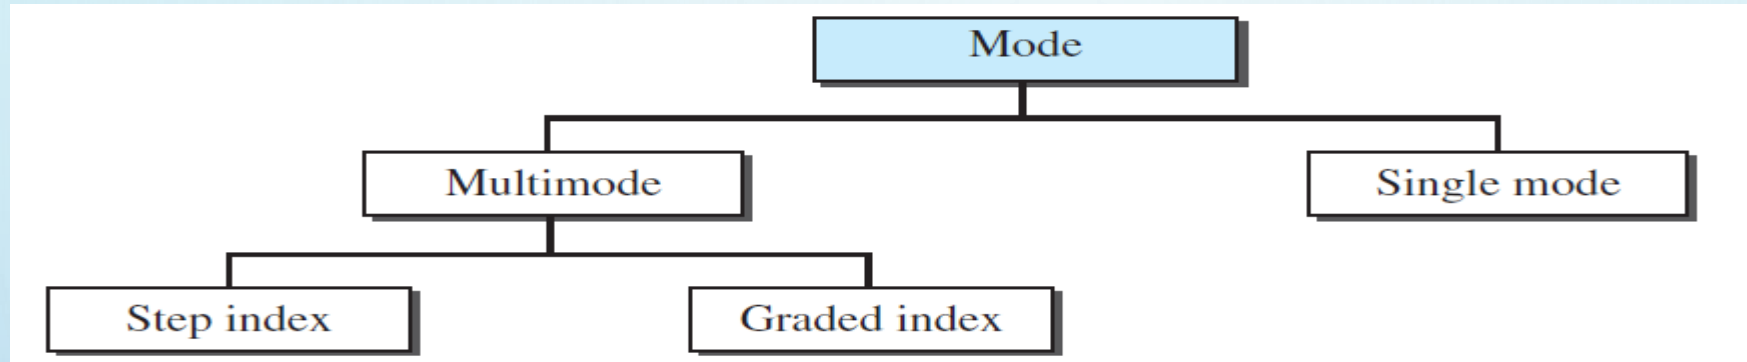 Mode
Multimode
Single mode
Step index
Graded index